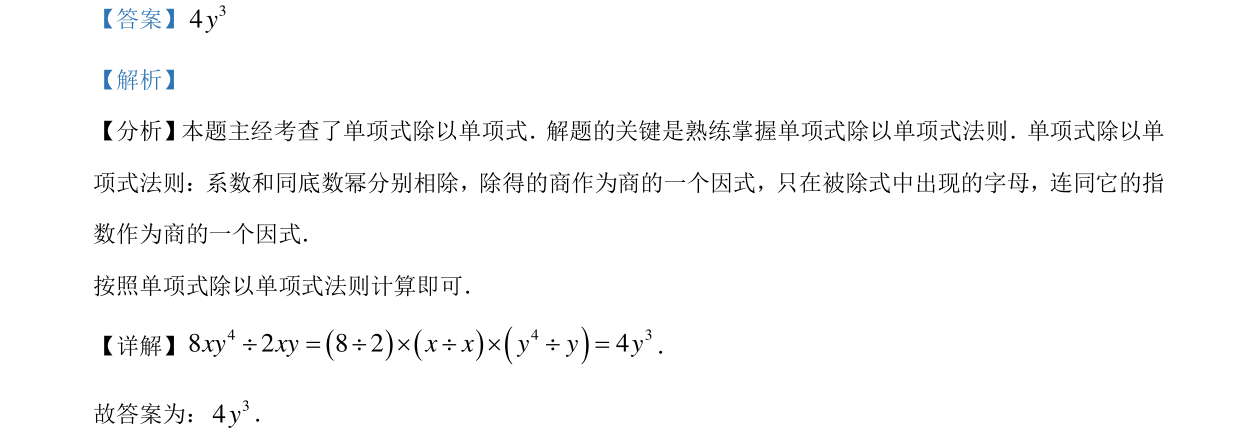 【答案】4y³
【解析】
【分析】本题主经考查了单项式除以单项式．解题的关键是熟练掌握单项式除以单项式法则．单项式除以单
项式法则：系数和同底数幂分别相除，除得的商作为商的一个因式，只在被除式中出现的字母，连同它的指
数作为商的一个因式．
按照单项式除以单项式法则计算即可．
【详解】8xy⁴÷2xy=(8÷2)×(x÷x)×(y⁴÷y)=4y³．
故答案为：4y³．